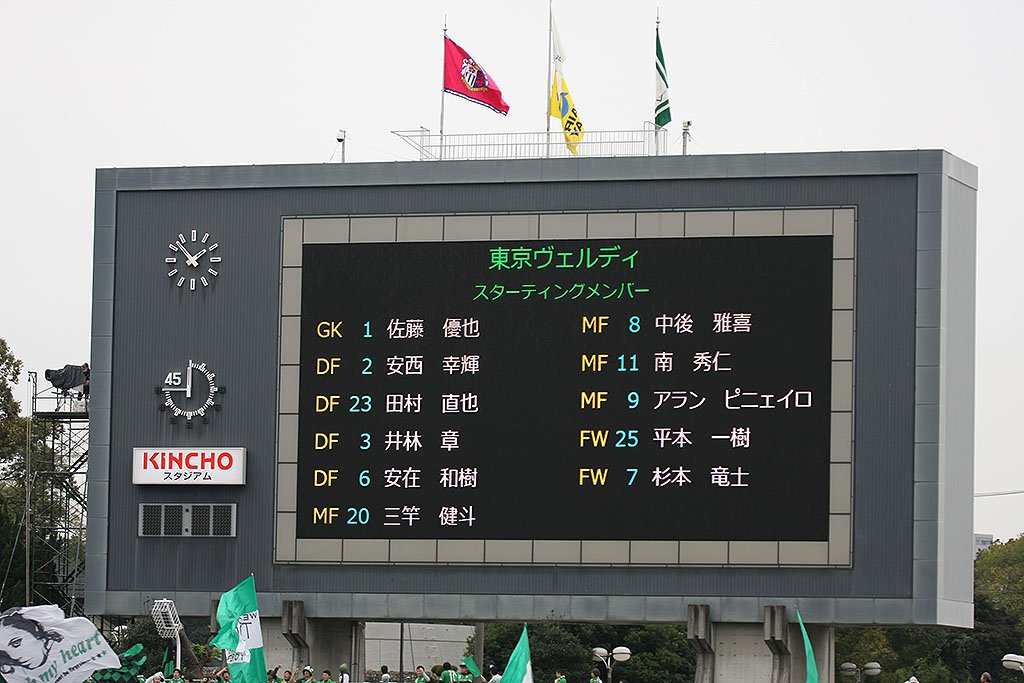 東京ヴェルディ
スターティングメンバー
GK 1 佐藤 優也
DF 2 安西 幸輝
DF 23 田村 直也
DF 3 井林 章
DF 6 安在 和樹
MF 20 三竿 健斗
MF 8 中後 雅喜
MF 11 南 秀仁
MF 9 アラン ピニェイロ
FW 25 平本 一樹
FW 7 杉本 竜士
45
KINCHO
スタジアム
my heart